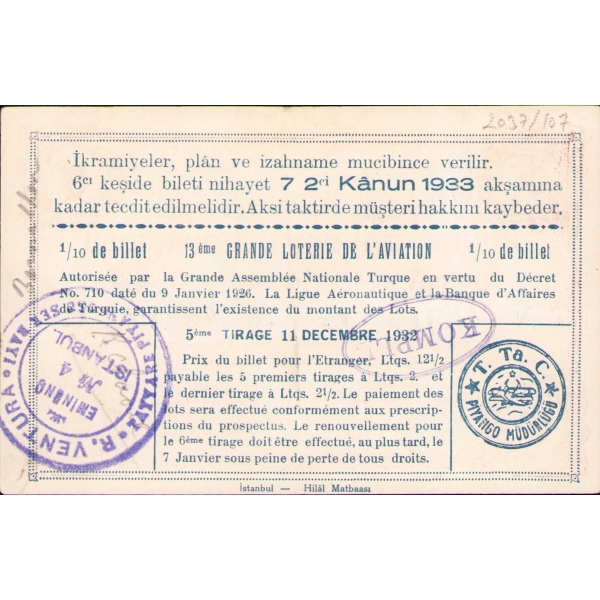 2037/107
İkramiyeler, plân ve izahname mucibince verilir.
6ci keşide bileti nihayet 7 2ci Kânun 1933 akşamına
kadar tecditedilmelidir. Aksi taktirde müşteri hakkını kaybeder.
1/10 de billet 13ème GRANDE LOTERIE DE L'AVIATION 1/10 de billet
Autorisée par la Grande Assemblée Nationale Turque en vertu du Décret
No. 710 daté du 9 Janvier 1926. La Ligue Aéronautique et la Banque d'Affaires
de Turquie, garantissent l'existence du montant des Lots.
5ème TIRAGE 11 DECEMBRE 1932
Prix du billet pour l'Etranger, Ltqs. 12 1/2
payable les 5 premiers tirages à Ltqs. 2. et
le dernier tirage à Ltqs. 2 1/2. Le paiement des
lots sera effectué conformément aux prescrip-
tions du prospectus. Le renouvellement pour
le 6ème tirage doit être effectué, au plus tard, le
7 Janvier sous peine de perte de tous droits.
R. VENTURA
EMİNÖNÜ
No 4
İSTANBUL
T. Ta. C.
PİYANGO MÜDÜRLÜĞÜ
İstanbul — Hilâl Matbaası